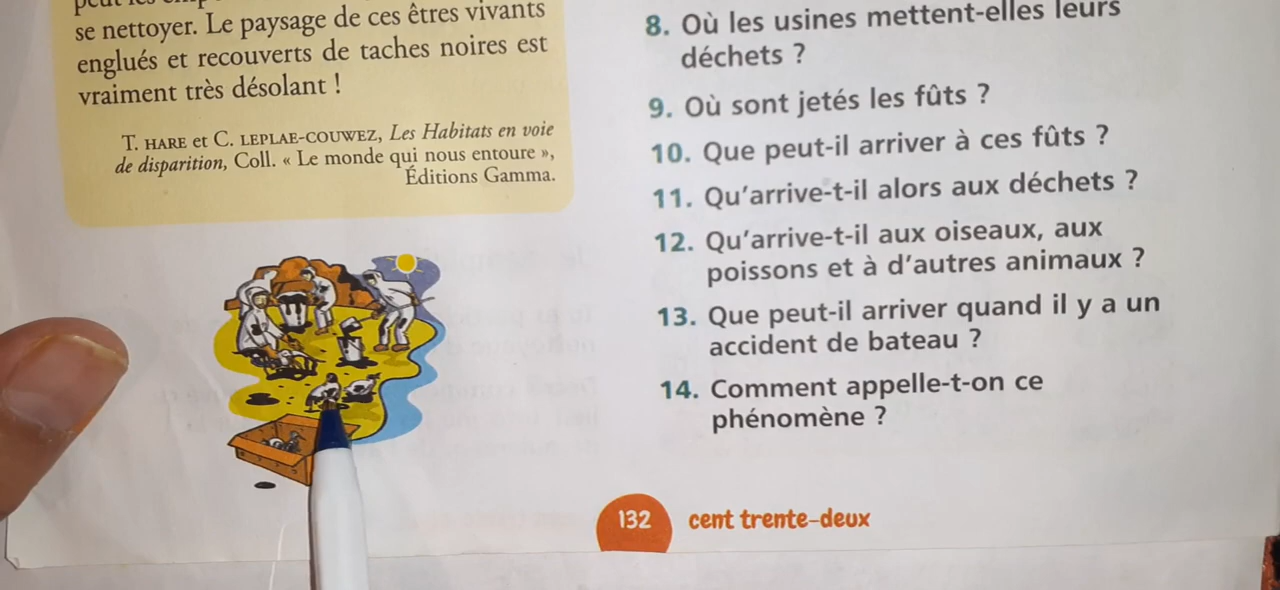 se nettoyer. Le paysage de ces êtres vivants
englués et recouverts de taches noires est
vraiment très désolant !
T. HARE et C. LEPLAE-COUWEZ, Les Habitats en voie
de disparition, Coll. « Le monde qui nous entoure »,
Éditions Gamma.
8. Où les usines mettent-elles leurs
déchets ?
9. Où sont jetés les fûts ?
10. Que peut-il arriver à ces fûts ?
11. Qu'arrive-t-il alors aux déchets ?
12. Qu'arrive-t-il aux oiseaux, aux
poissons et à d'autres animaux ?
13. Que peut-il arriver quand il y a un
accident de bateau ?
14. Comment appelle-t-on ce
phénomène ?
132 cent trente-deux